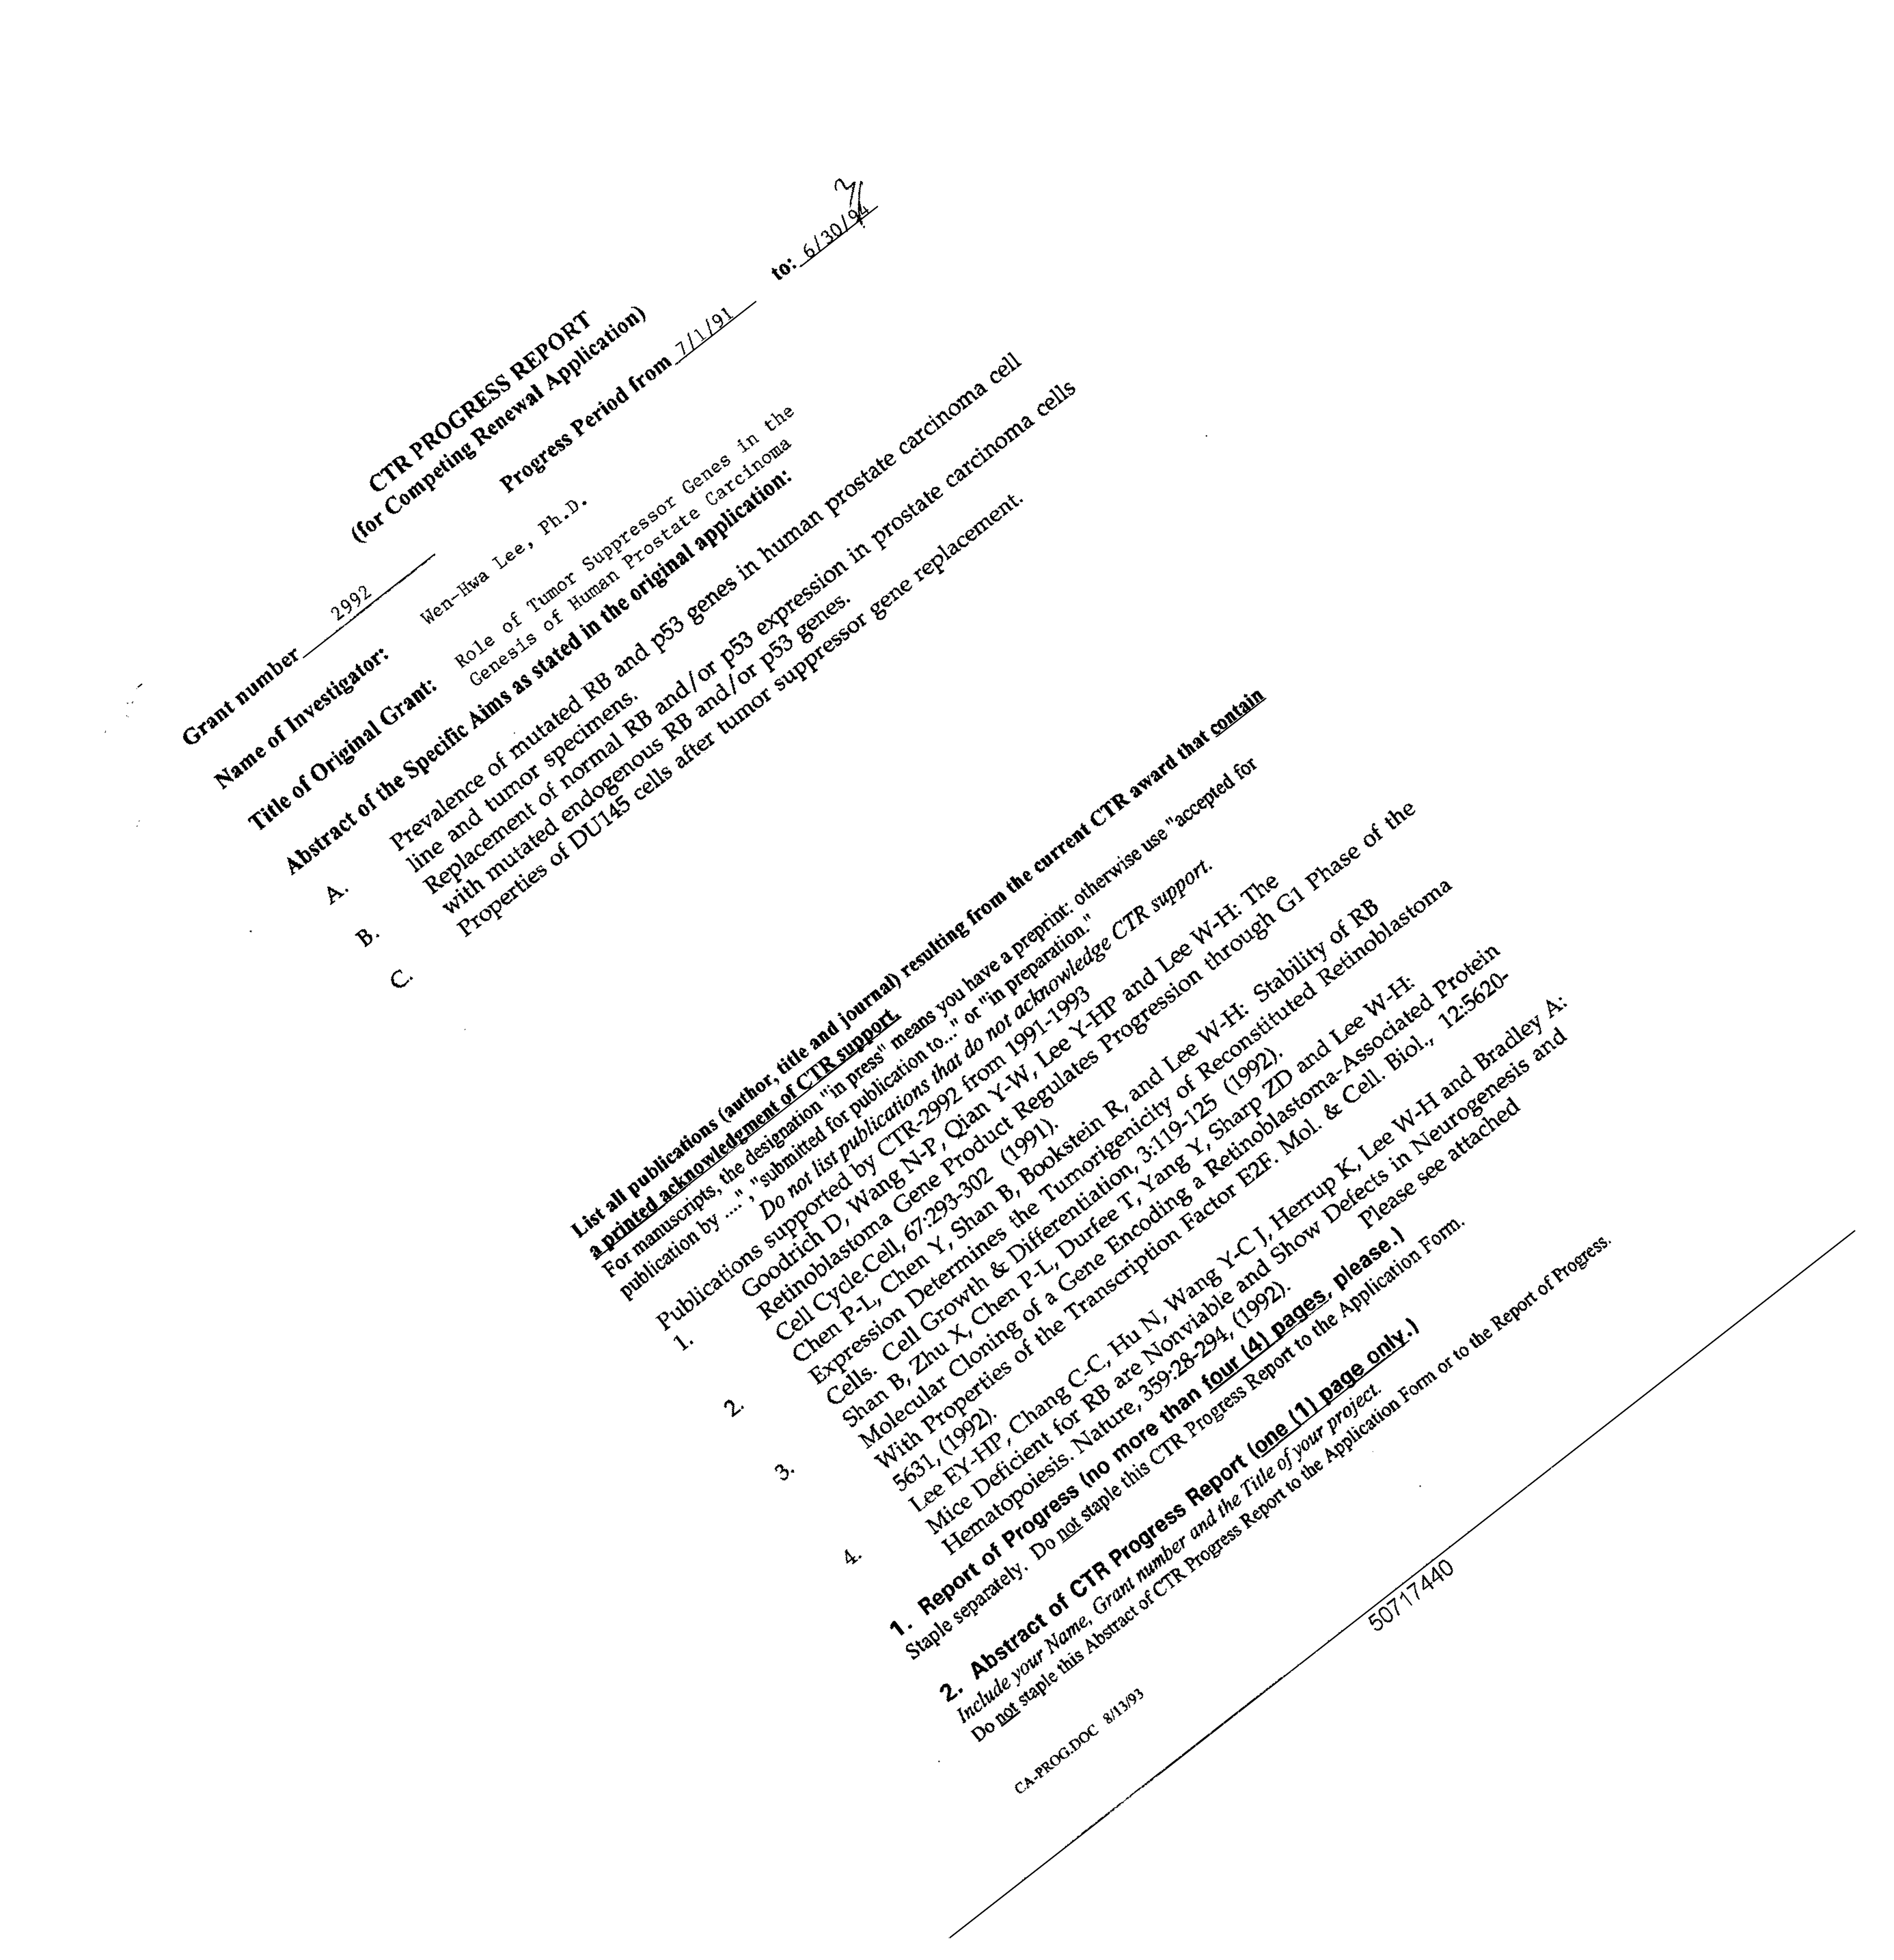 CTR PROGRESS REPORT
(for Competing Renewal Application)
Grant number 2992 Progress Period from 7/1/91 to: 6/30/94
Name of Investigator: Wen-Hwa Lee, Ph.D.
Title of Original Grant: Role of Tumor Suppressor Genes in the
Genesis of Human Prostate Carcinoma
Abstract of the Specific Aims as stated in the original application:
A. Prevalence of mutated RB and p53 genes in human prostate carcinoma cell
line and tumor specimens.
B. Replacement of normal RB and/or p53 expression in prostate carcinoma cells
with mutated endogenous RB and/or p53 genes.
C. Properties of DU145 cells after tumor suppressor gene replacement.
List all publications (author, title and journal) resulting from the current CTR award that contain
a printed acknowledgment of CTR support.
For manuscripts, the designation "in press" means you have a preprint: otherwise use "accepted for
publication by ....", "submitted for publication to..." or "in preparation."
Do not list publications that do not acknowledge CTR support.
Publications supported by CTR-2992 from 1991-1993
1. Goodrich D, Wang N-P, Qian Y-W, Lee Y-HP and Lee W-H: The
Retinoblastoma Gene Product Regulates Progression through G1 Phase of the
Cell Cycle.Cell, 67:293-302 (1991).
2. Chen P-L, Chen Y, Shan B, Bookstein R, and Lee W-H: Stability of RB
Expression Determines the Tumorigenicity of Reconstituted Retinoblastoma
Cells. Cell Growth & Differentiation, 3:119-125 (1992).
3. Shan B, Zhu X, Chen P-L, Durfee T, Yang Y, Sharp ZD and Lee W-H:
Molecular Cloning of a Gene Encoding a Retinoblastoma-Associated Protein
With Properties of the Transcription Factor E2F. Mol. & Cell. Biol., 12:5620-
5631, (1992).
4. Lee EY-HP, Chang C-C, Hu N, Wang Y-C J, Herrup K, Lee W-H and Bradley A:
Mice Deficient for RB are Nonviable and Show Defects in Neurogenesis and
Hematopoiesis. Nature, 359:28-294, (1992). Please see attached
1. Report of Progress (no more than four (4) pages, please.)
Staple separately. Do not staple this CTR Progress Report to the Application Form.
2. Abstract of CTR Progress Report (one (1) page only.)
Include your Name, Grant number and the Title of your project.
Do not staple this Abstract of CTR Progress Report to the Application Form or to the Report of Progress.
CA-PROG.DOC 8/13/93
50717440